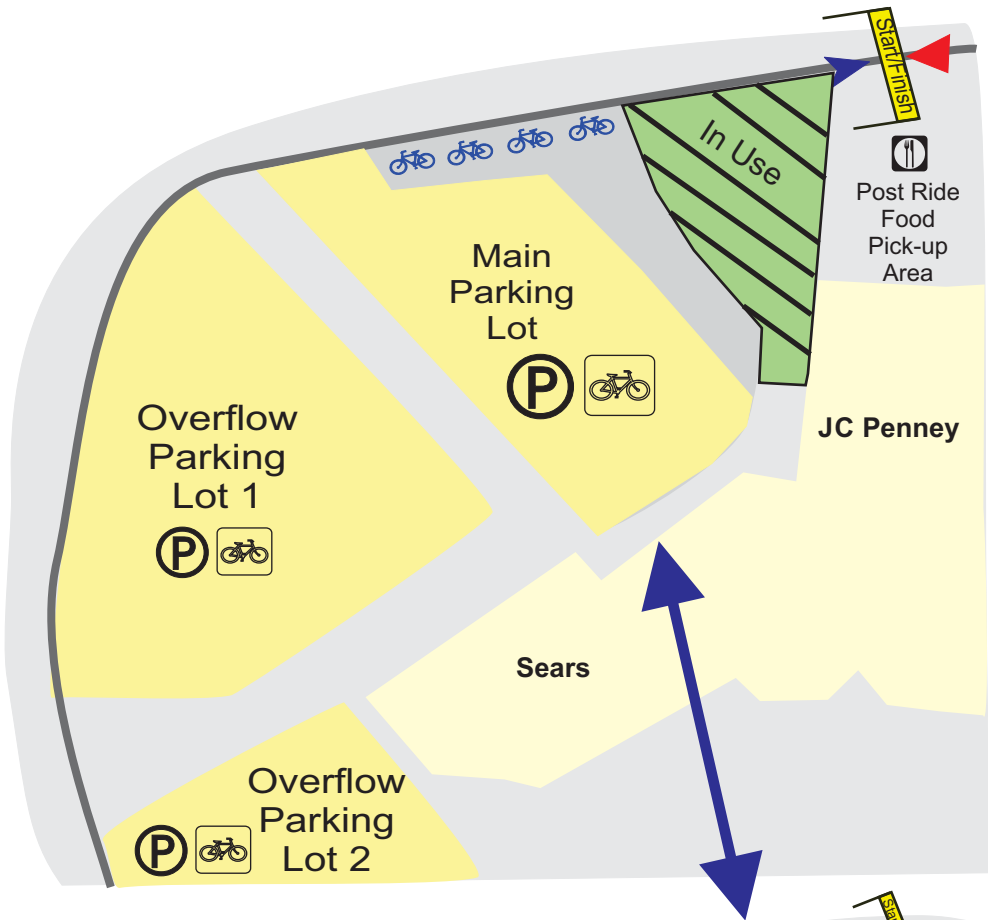 Start/Finish
In Use
Post Ride
Food
Pick-up
Area
Main
Parking
Lot
P
JC Penney
Overflow
Parking
Lot 1
P
Sears
Overflow
Parking
Lot 2
P